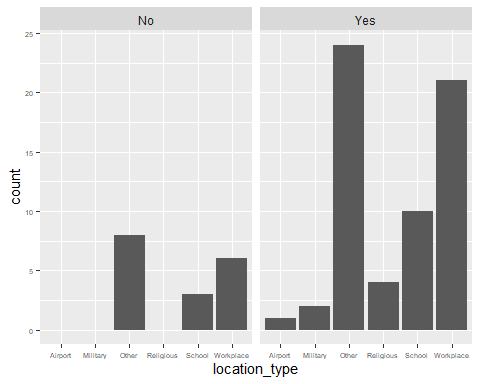 No
Yes
25
20
15
10
5
0
count
Airport Military Other Religious School Workplace
Airport Military Other Religious School Workplace
location_type